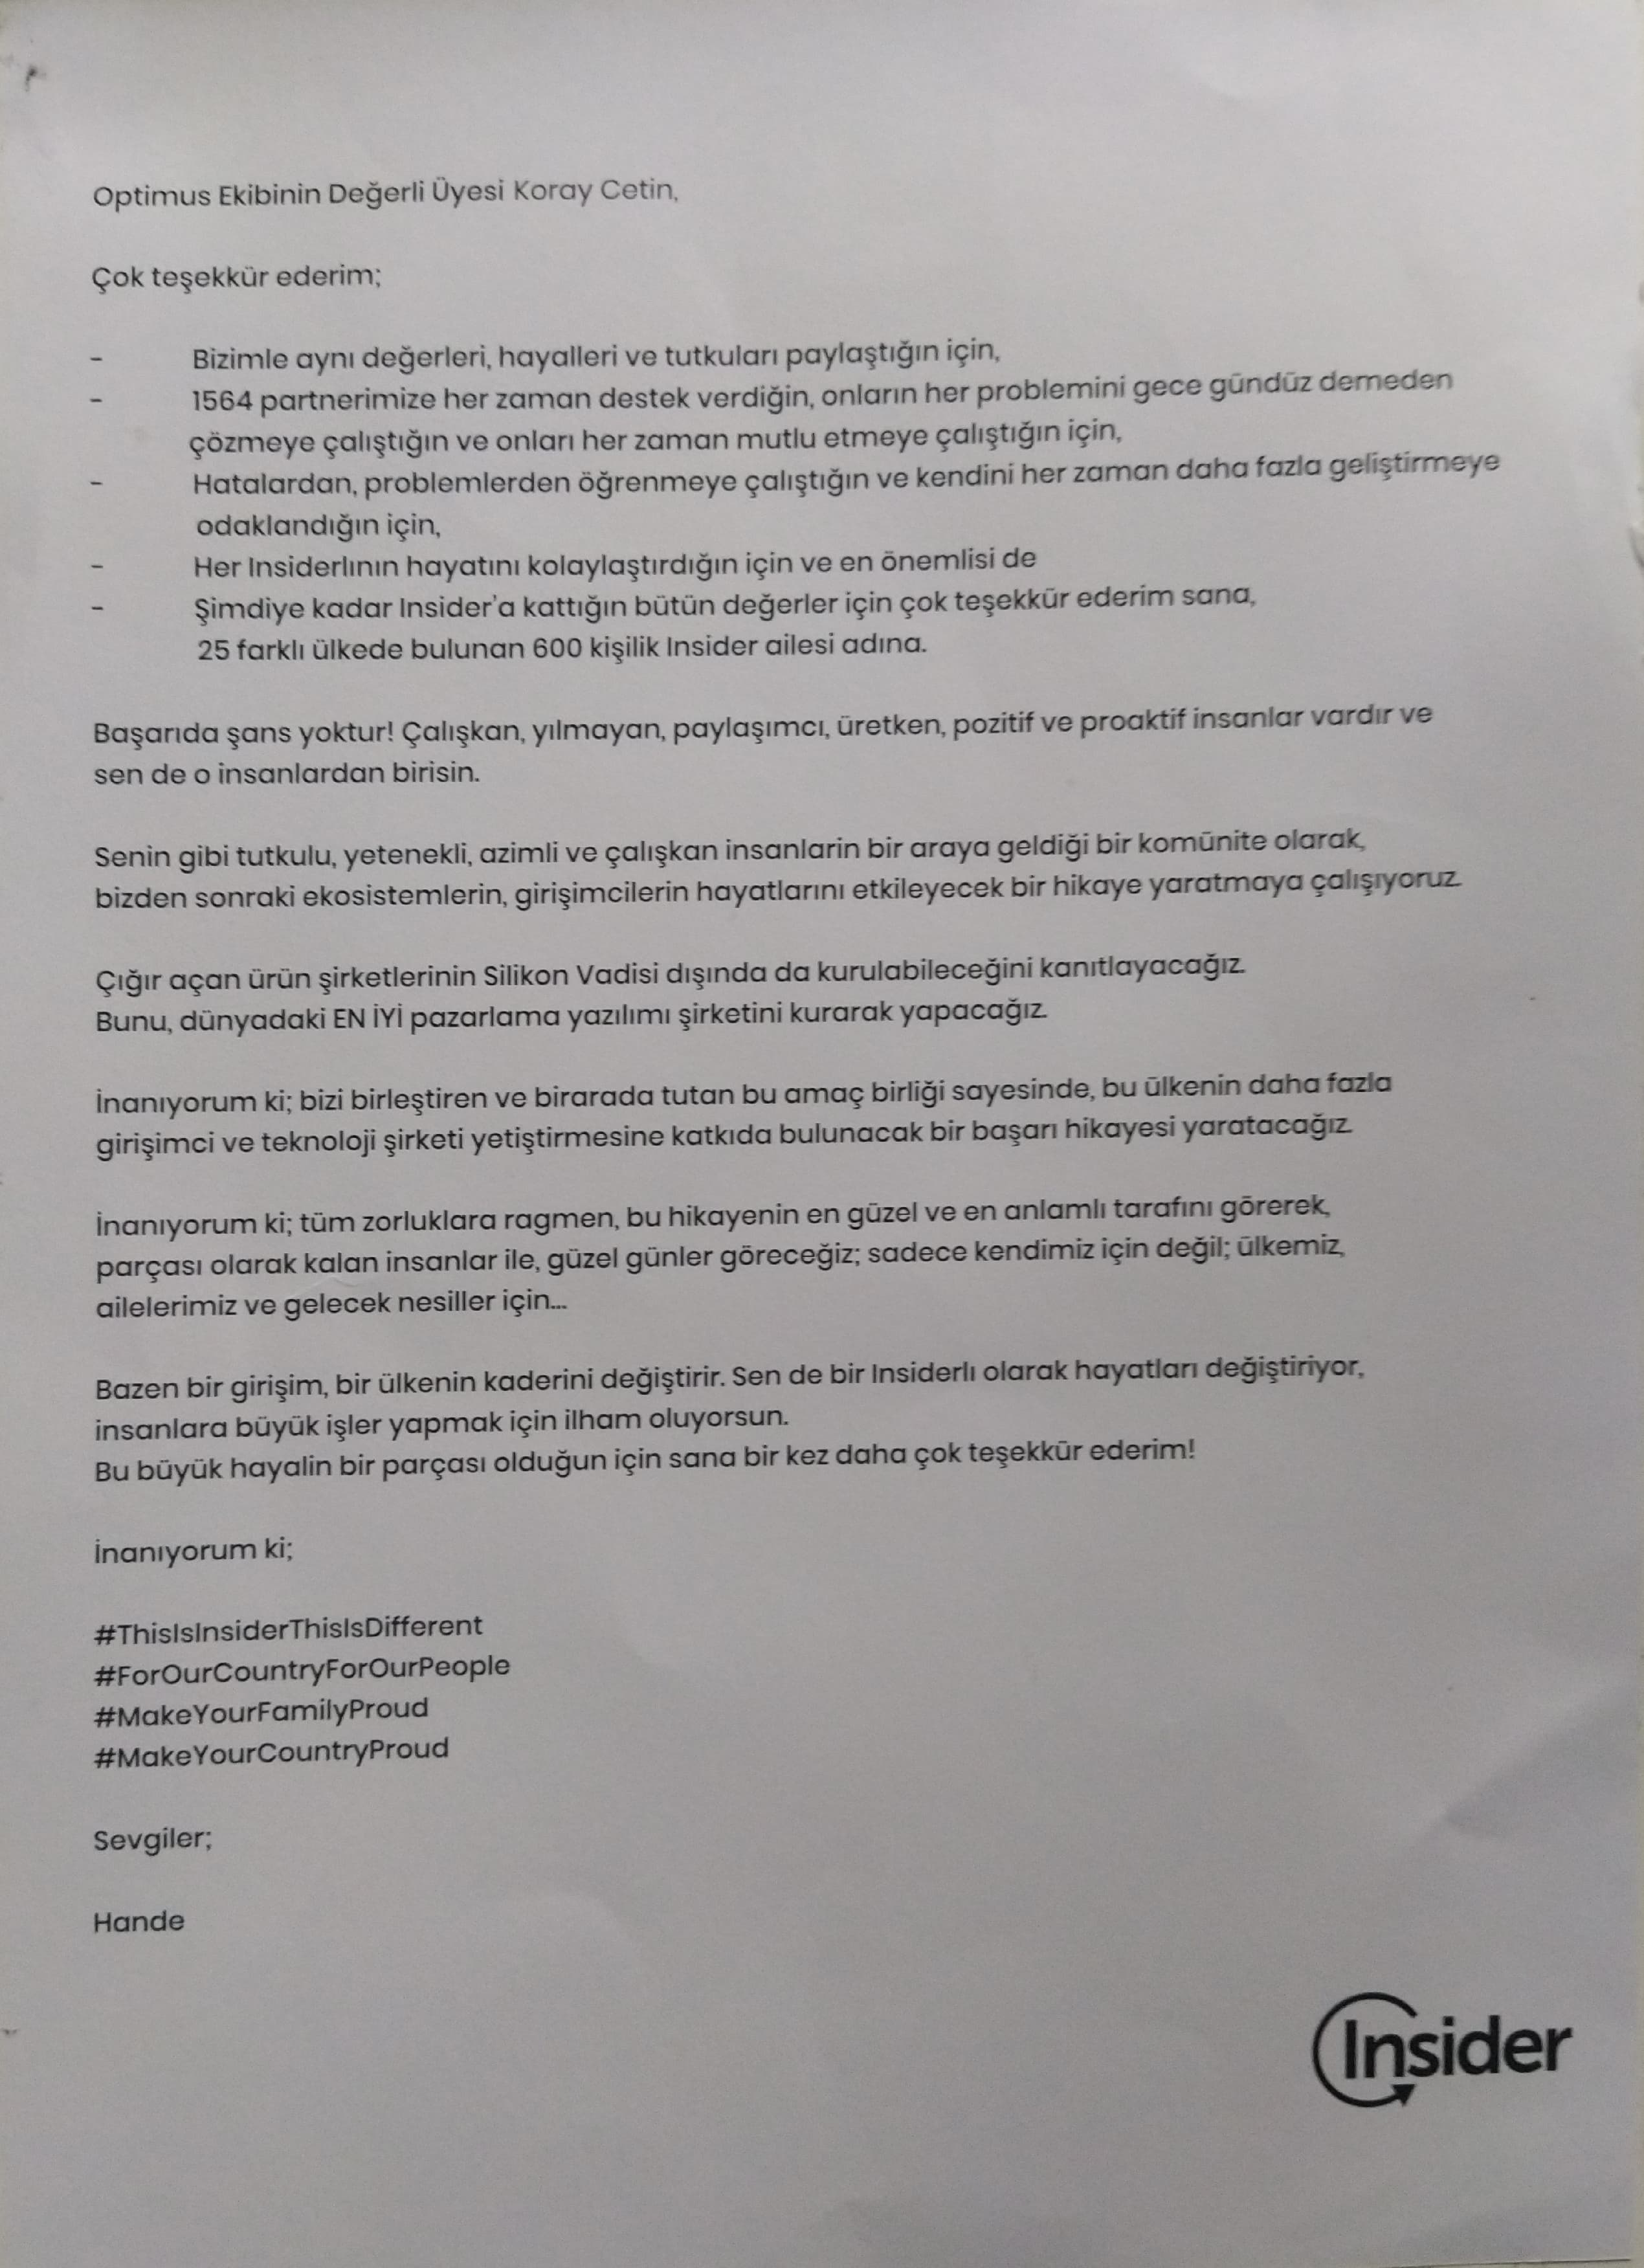 Optimus Ekibinin Değerli Üyesi Koray Cetin,
Çok teşekkür ederim;
- Bizimle aynı değerleri, hayalleri ve tutkuları paylaştığın için,
- 1564 partnerimize her zaman destek verdiğin, onların her problemini gece gündüz demeden
çözmeye çalıştığın ve onları her zaman mutlu etmeye çalıştığın için,
- Hatalardan, problemlerden öğrenmeye çalıştığın ve kendini her zaman daha fazla geliştirmeye
odaklandığın için,
- Her Insiderlının hayatını kolaylaştırdığın için ve en önemlisi de
- Şimdiye kadar Insider'a kattığın bütün değerler için çok teşekkür ederim sana,
25 farklı ülkede bulunan 600 kişilik Insider ailesi adına.
Başarıda şans yoktur! Çalışkan, yılmayan, paylaşımcı, üretken, pozitif ve proaktif insanlar vardır ve
sen de o insanlardan birisin.
Senin gibi tutkulu, yetenekli, azimli ve çalışkan insanlarin bir araya geldiği bir komünite olarak,
bizden sonraki ekosistemlerin, girişimcilerin hayatlarını etkileyecek bir hikaye yaratmaya çalışıyoruz.
Çığır açan ürün şirketlerinin Silikon Vadisi dışında da kurulabileceğini kanıtlayacağız.
Bunu, dünyadaki EN İYİ pazarlama yazılımı şirketini kurarak yapacağız.
İnanıyorum ki; bizi birleştiren ve birarada tutan bu amaç birliği sayesinde, bu ülkenin daha fazla
girişimci ve teknoloji şirketi yetiştirmesine katkıda bulunacak bir başarı hikayesi yaratacağız.
İnanıyorum ki; tüm zorluklara ragmen, bu hikayenin en güzel ve en anlamlı tarafını görerek,
parçası olarak kalan insanlar ile, güzel günler göreceğiz; sadece kendimiz için değil; ülkemiz,
ailelerimiz ve gelecek nesiller için...
Bazen bir girişim, bir ülkenin kaderini değiştirir. Sen de bir Insiderlı olarak hayatları değiştiriyor,
insanlara büyük işler yapmak için ilham oluyorsun.
Bu büyük hayalin bir parçası olduğun için sana bir kez daha çok teşekkür ederim!
İnanıyorum ki;
#ThisIsInsiderThisIsDifferent
#ForOurCountryForOurPeople
#MakeYourFamilyProud
#MakeYourCountryProud
Sevgiler;
Hande
Insider